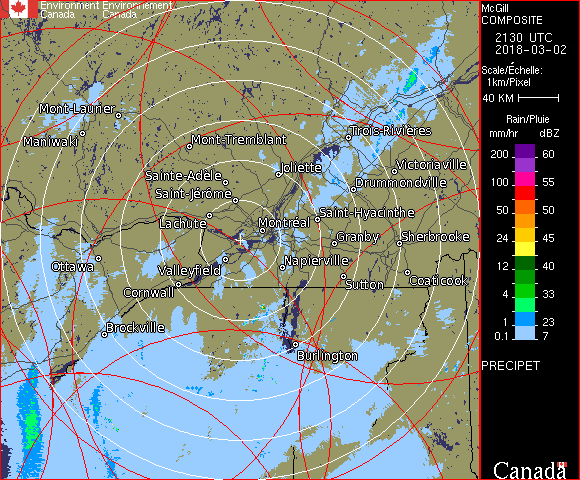 Environment Environnement
Canada Canada
McGill
COMPOSITE
2130 UTC
2018-03-02
Scale/Échelle:
1km/Pixel
40 KM
Rain/Pluie
mm/hr dBZ
200 60
100 55
50 50
24 45
12 40
4 33
1 23
0.1 7
PRECIPET
Canada
Mont-Laurier
Maniwaki
Mont-Tremblant
Trois-Rivières
Sainte-Adèle
Joliette
Victoriaville
Saint-Jérôme
Drummondville
Lachute
Montréal
Saint-Hyacinthe
Granby
Sherbrooke
Ottawa
Valleyfield
Napierville
Cornwall
Sutton
Coaticook
Brockville
Burlington